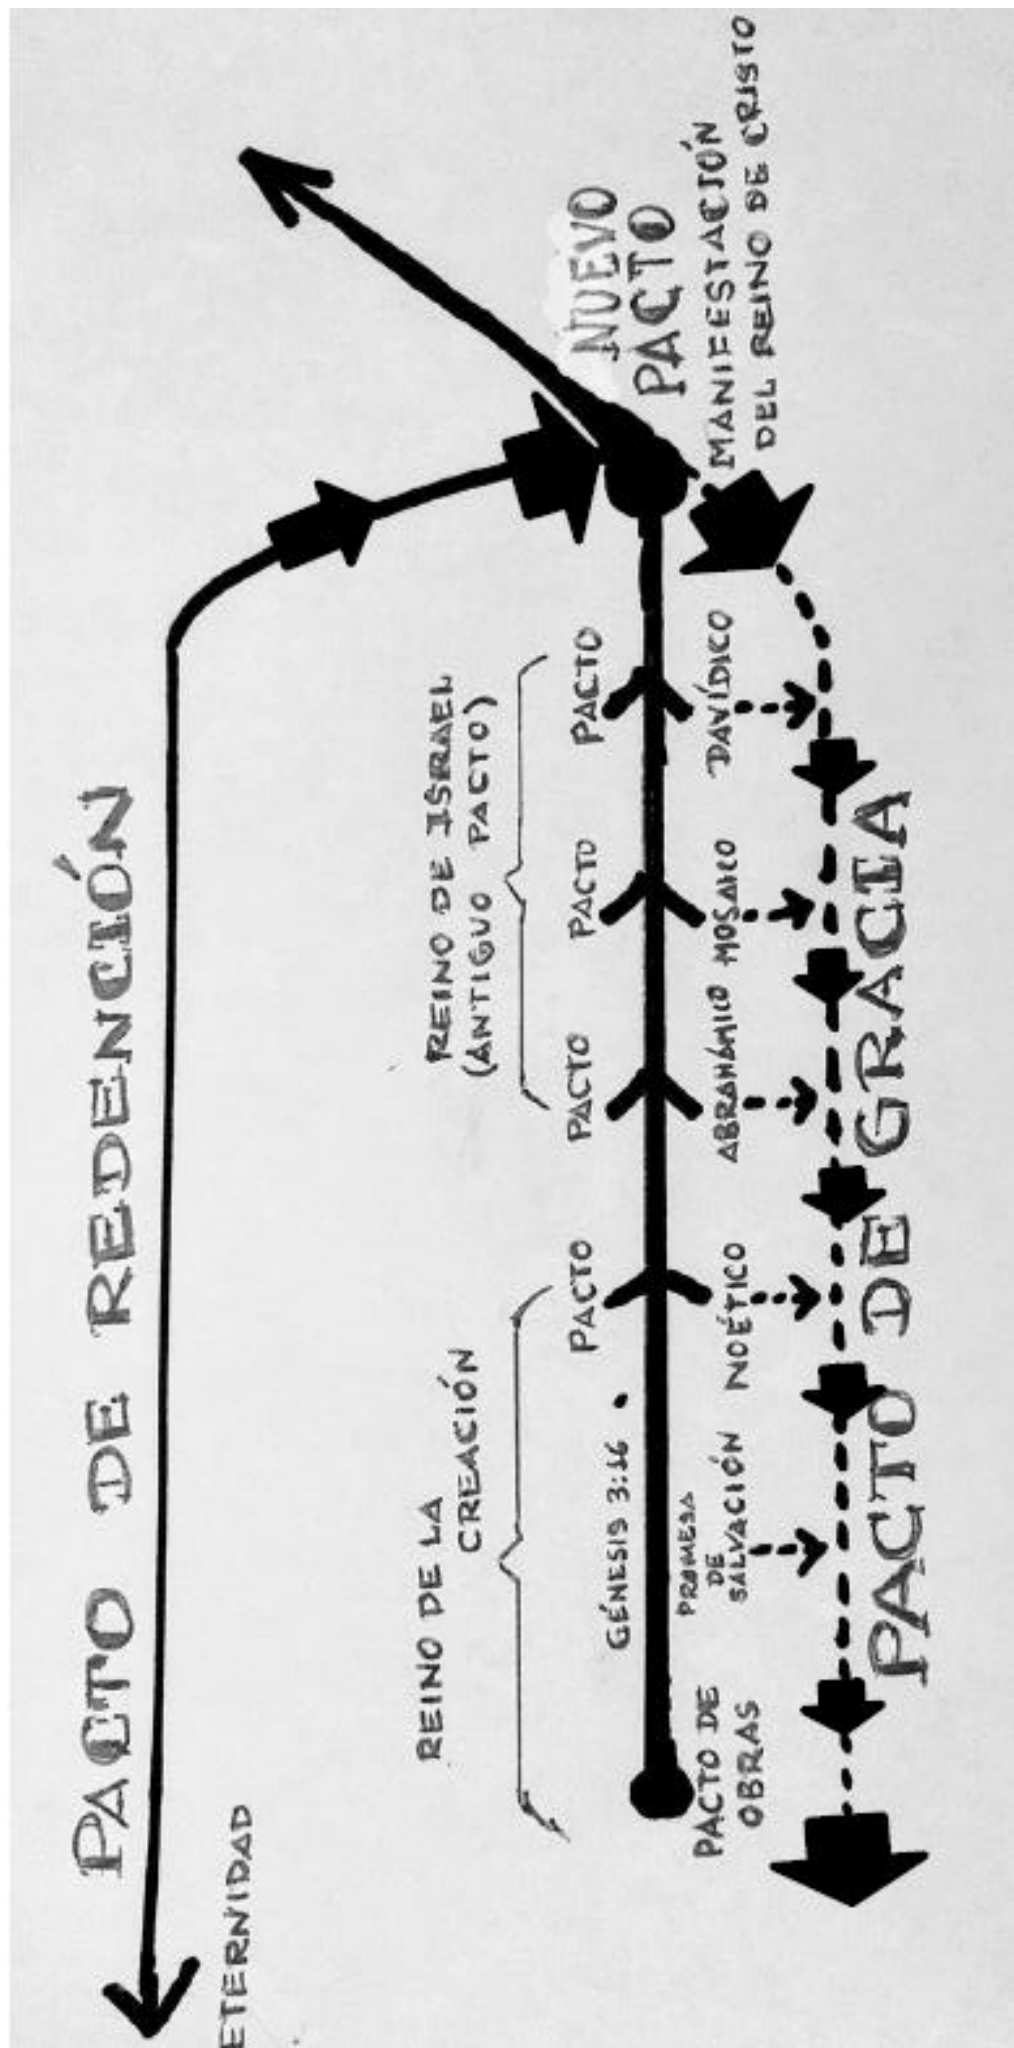 PACTO DE REDENCIÓN
ETERNIDAD
REINO DE LA
CREACIÓN
REINO DE ISRAEL
(ANTIGUO PACTO)
GÉNESIS 3:16
PROMESA
DE
SALVACIÓN
PACTO DE
OBRAS
PACTO
NOÉTICO
PACTO
ABRAHÁMICO
PACTO
MOSAICO
PACTO
DAVÍDICO
NUEVO
PACTO
MANIFESTACIÓN
DEL REINO DE CRISTO
PACTO DE GRACIA